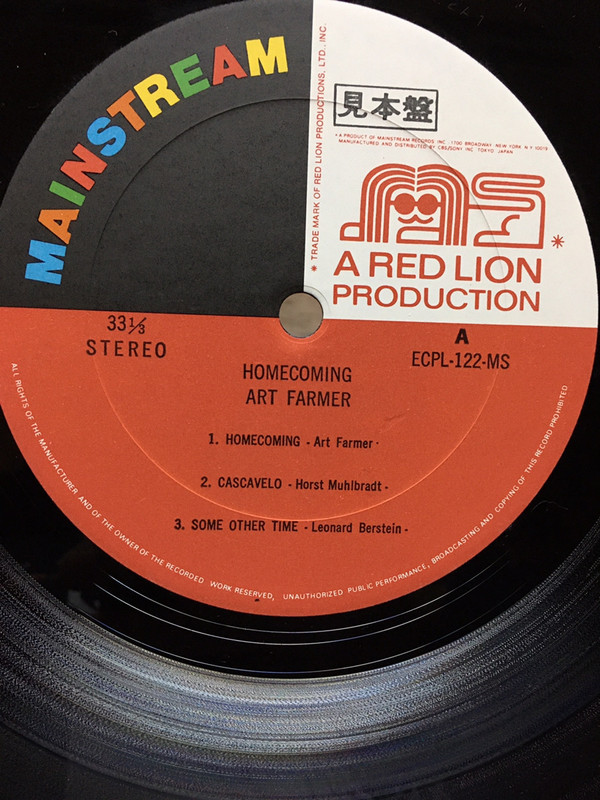 MAINSTREAM
* TRADE MARK OF RED LION PRODUCTIONS, LTD., INC.
見本盤
* A PRODUCT OF MAINSTREAM RECORDS INC. 1700 BROADWAY NEW YORK N.Y. 10019
MANUFACTURED AND DISTRIBUTED BY CBS/SONY INC. TOKYO JAPAN
*
A RED LION
PRODUCTION
33 1/3
STEREO
A
ECPL-122-MS
HOMECOMING
ART FARMER
1. HOMECOMING - Art Farmer -
2. CASCAVELO - Horst Muhlbradt -
3. SOME OTHER TIME - Leonard Berstein -
ALL RIGHTS OF THE MANUFACTURER AND OF THE OWNER OF THE RECORDED WORK RESERVED, UNAUTHORIZED PUBLIC PERFORMANCE, BROADCASTING AND COPYING OF THIS RECORD PROHIBITED